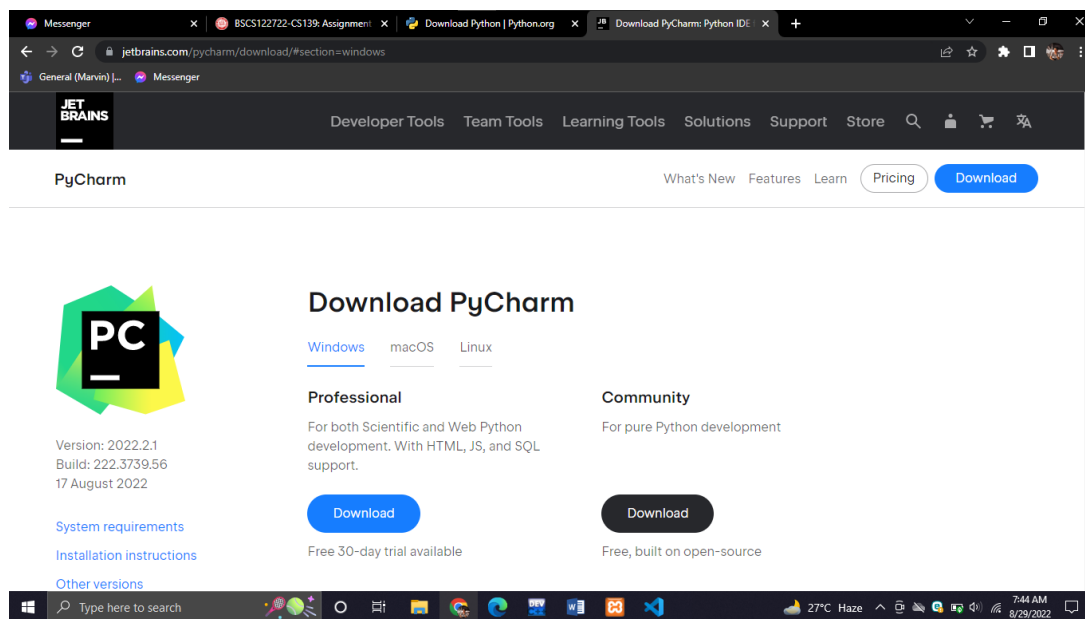 Messenger
BSCS122722-CS139: Assignment
Download Python | Python.org
Download PyCharm: Python IDE
jetbrains.com/pycharm/download/#section=windows
General (Marvin) |...
Messenger
JET
BRAINS
Developer Tools Team Tools Learning Tools Solutions Support Store
PyCharm
What's New Features Learn Pricing Download
PC
Download PyCharm
Windows macOS Linux
Professional
For both Scientific and Web Python
development. With HTML, JS, and SQL
support.
Download
Free 30-day trial available
Community
For pure Python development
Download
Free, built on open-source
Version: 2022.2.1
Build: 222.3739.56
17 August 2022
System requirements
Installation instructions
Other versions
Type here to search
DEV
27°C Haze
7:44 AM
8/29/2022